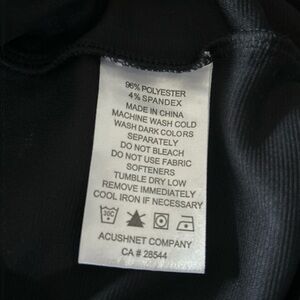 96% POLYESTER
4% SPANDEX
MADE IN CHINA
MACHINE WASH COLD
WASH DARK COLORS
SEPARATELY
DO NOT BLEACH
DO NOT USE FABRIC
SOFTENERS
TUMBLE DRY LOW
REMOVE IMMEDIATELY
COOL IRON IF NECESSARY
30C
ACUSHNET COMPANY
CA # 28544